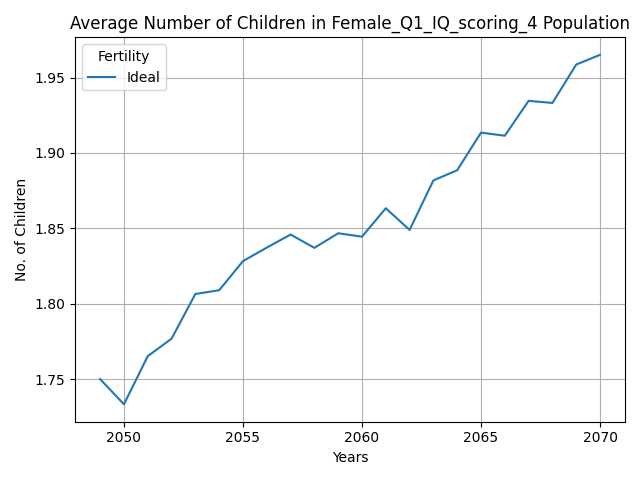 Average Number of Children in Female_Q1_IQ_scoring_4 Population
Fertility
Ideal
No. of Children
1.95
1.90
1.85
1.80
1.75
2050 2055 2060 2065 2070
Years